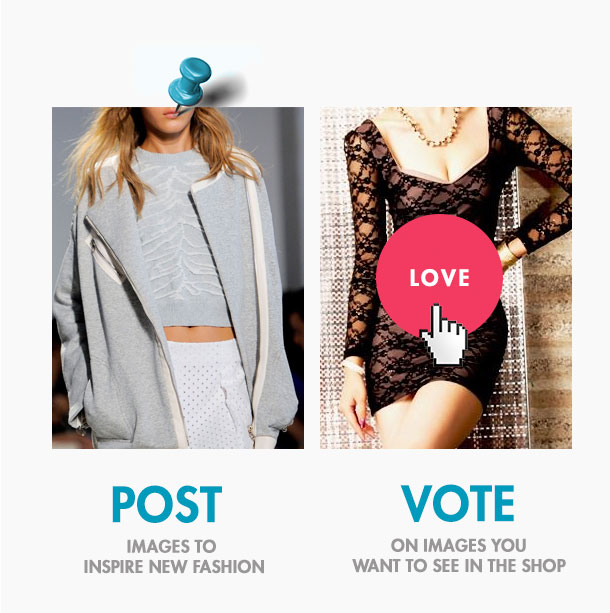 LOVE
POST
IMAGES TO
INSPIRE NEW FASHION
VOTE
ON IMAGES YOU
WANT TO SEE IN THE SHOP